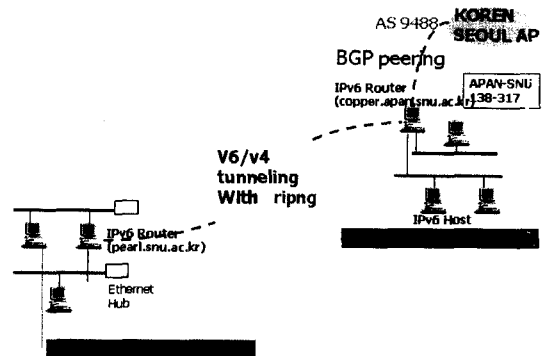 AS 9488
KOREN
SEOUL AP
BGP peering
IPv6 Router
(copper.apan.snu.ac.kr)
APAN-SNU
138-317
V6/v4
tunneling
With ripng
IPv6 Host
IPv6 Router
(pearl.snu.ac.kr)
Ethernet
Hub